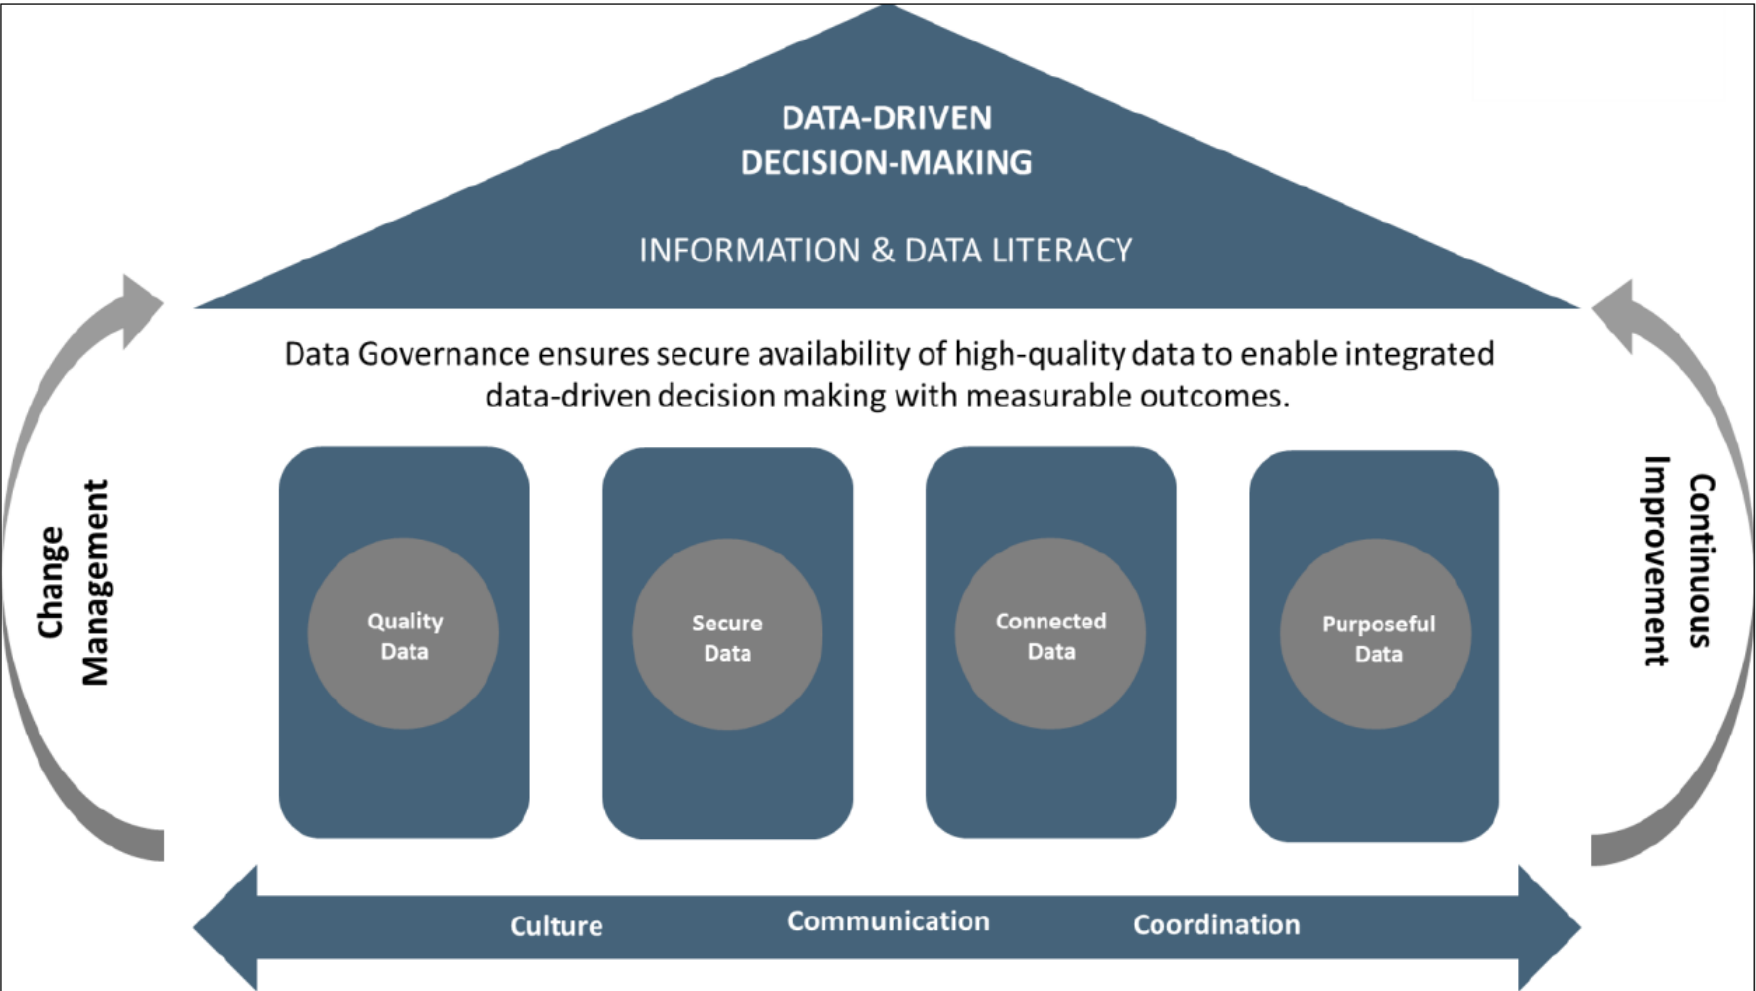 DATA-DRIVEN
DECISION-MAKING
INFORMATION & DATA LITERACY
Data Governance ensures secure availability of high-quality data to enable integrated
data-driven decision making with measurable outcomes.
Change
Management
Quality
Data
Secure
Data
Connected
Data
Purposeful
Data
Continuous
Improvement
Culture
Communication
Coordination